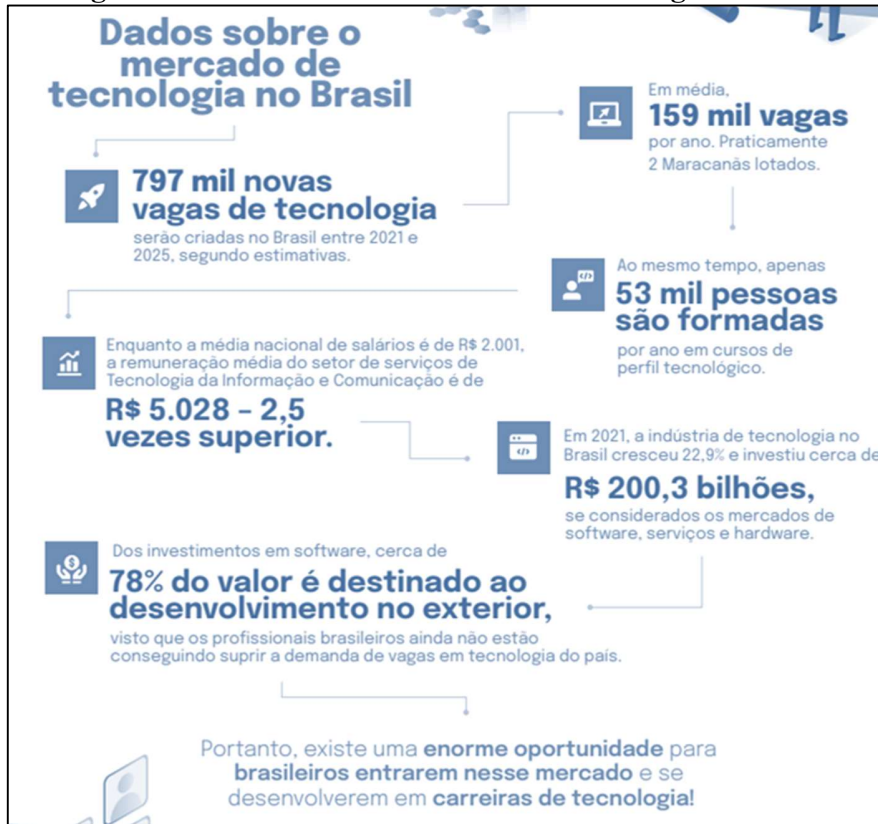 Dados sobre o
mercado de
tecnologia no Brasil
797 mil novas
vagas de tecnologia
serão criadas no Brasil entre 2021 e
2025, segundo estimativas.
Em média,
159 mil vagas
por ano. Praticamente
2 Maracanãs lotados.
Ao mesmo tempo, apenas
53 mil pessoas
são formadas
por ano em cursos de
perfil tecnológico.
Enquanto a média nacional de salários é de R$ 2.001,
a remuneração média do setor de serviços de
Tecnologia da Informação e Comunicação é de
R$ 5.028 – 2,5
vezes superior.
Em 2021, a indústria de tecnologia no
Brasil cresceu 22,9% e investiu cerca de
R$ 200,3 bilhões,
se considerados os mercados de
software, serviços e hardware.
Dos investimentos em software, cerca de
78% do valor é destinado ao
desenvolvimento no exterior,
visto que os profissionais brasileiros ainda não estão
conseguindo suprir a demanda de vagas em tecnologia do país.
Portanto, existe uma enorme oportunidade para
brasileiros entrarem nesse mercado e se
desenvolverem em carreiras de tecnologia!